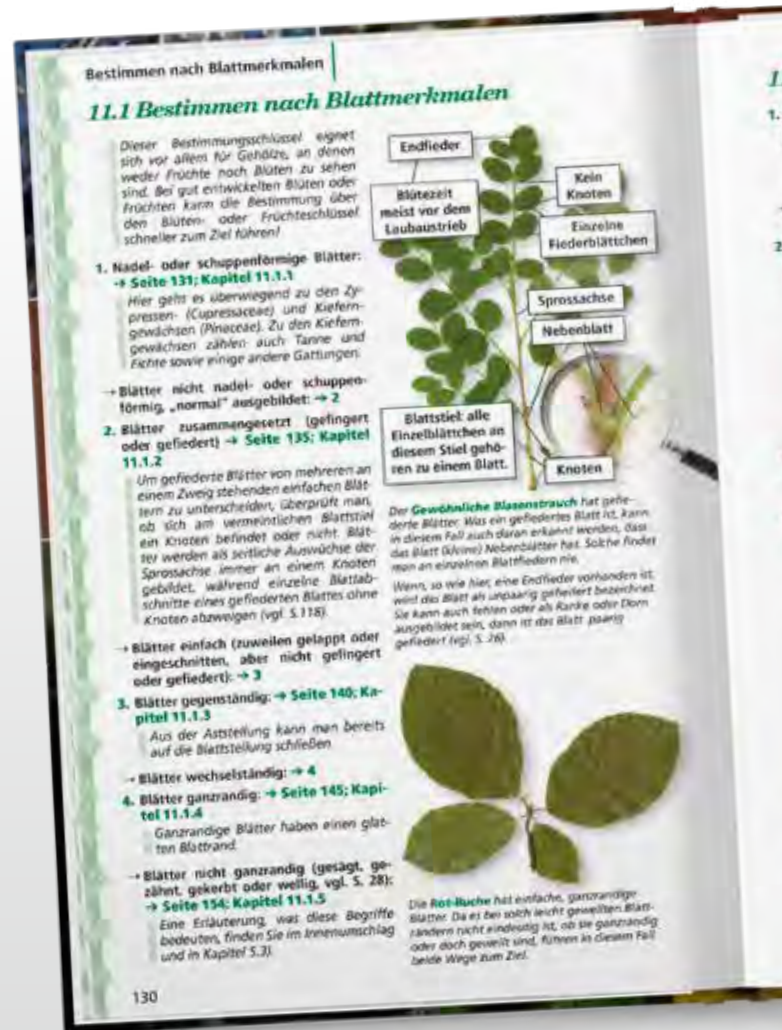 Bestimmen nach Blattmerkmalen
11.1 Bestimmen nach Blattmerkmalen
Dieser Bestimmungsschlüssel eignet
sich vor allem für Gehölze, an denen
weder Früchte noch Blüten zu sehen
sind. Bei gut entwickelten Blüten oder
Früchten kann die Bestimmung über
den Blüten- oder Früchteschlüssel
schneller zum Ziel führen!
1. Nadel- oder schuppenförmige Blätter:
→ Seite 131; Kapitel 11.1.1
Hier geht es überwiegend zu den Zy-
pressen- (Cupressaceae) und Kiefern-
gewächsen (Pinaceae). Zu den Kiefern-
gewächsen zählen auch Tanne und
Fichte sowie einige andere Gattungen.
→ Blätter nicht nadel- oder schuppen-
förmig, „normal" ausgebildet: → 2
2. Blätter zusammengesetzt (gefingert
oder gefiedert) → Seite 135; Kapitel
11.1.2
Um gefiederte Blätter von mehreren an
einem Zweig stehenden einfachen Blät-
tern zu unterscheiden, überprüft man,
ob sich am vermeintlichen Blattstiel
ein Knoten befindet oder nicht. Blät-
ter werden als seitliche Auswüchse der
Sprossachse immer an einem Knoten
gebildet, während einzelne Blattab-
schnitte eines gefiederten Blattes ohne
Knoten abzweigen (vgl. S.118).
→ Blätter einfach (zuweilen gelappt oder
eingeschnitten, aber nicht gefingert
oder gefiedert): → 3
3. Blätter gegenständig: → Seite 140; Ka-
pitel 11.1.3
Aus der Aststellung kann man bereits
auf die Blattstellung schließen.
→ Blätter wechselständig: → 4
4. Blätter ganzrandig: → Seite 145; Kapi-
tel 11.1.4
Ganzrandige Blätter haben einen glat-
ten Blattrand.
→ Blätter nicht ganzrandig (gesägt, ge-
zähnt, gekerbt oder wellig, vgl. S. 28):
→ Seite 154; Kapitel 11.1.5
Eine Erläuterung, was diese Begriffe
bedeuten, finden Sie im Innenumschlag
und in Kapitel 5.3).
130
Endfieder
Blütezeit
meist vor dem
Laubaustrieb
Kein
Knoten
Einzelne
Fiederblättchen
Sprossachse
Nebenblatt
Blattstiel: alle
Einzelblättchen an
diesem Stiel gehö-
ren zu einem Blatt.
Knoten
Der Gewöhnliche Blasenstrauch hat gefie-
derte Blätter. Was ein gefiedertes Blatt ist, kann
in diesem Fall auch daran erkannt werden, dass
das Blatt (kleine) Nebenblätter hat. Solche findet
man an einzelnen Blattfiedern nie.
Wenn, so wie hier, eine Endfieder vorhanden ist,
wird das Blatt als unpaarig gefiedert bezeichnet.
Sie kann auch fehlen oder als Ranke oder Dorn
ausgebildet sein, dann ist das Blatt paarig
gefiedert (vgl. S. 26).
Die Rot-Buche hat einfache, ganzrandige
Blätter. Da es bei solch leicht gewellten Blatt-
rändern nicht eindeutig ist, ob sie ganzrandig
oder doch gewellt sind, führen in diesem Fall
beide Wege zum Ziel.
1.
2